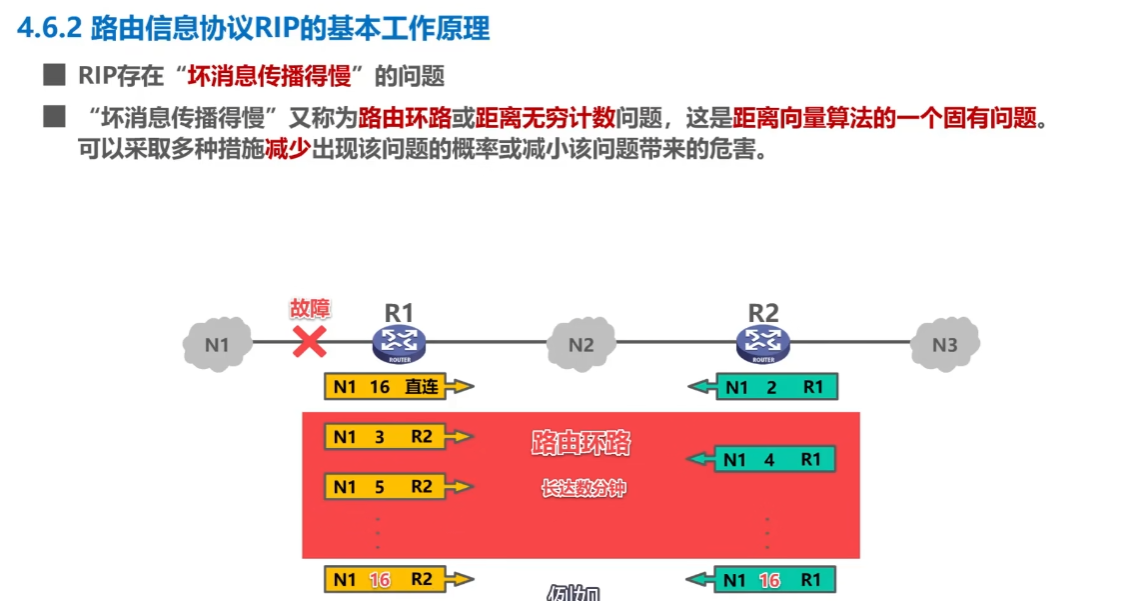 4.6.2 路由信息协议RIP的基本工作原理
RIP存在“坏消息传播得慢”的问题
“坏消息传播得慢”又称为路由环路或距离无穷计数问题，这是距离向量算法的一个固有问题。
可以采取多种措施减少出现该问题的概率或减小该问题带来的危害。
故障
R1
R2
N1
N2
N3
ROUTER
ROUTER
N1 16 直连
N1 2 R1
N1 3 R2
路由环路
N1 4 R1
N1 5 R2
长达数分钟
N1 16 R2
例如
N1 16 R1